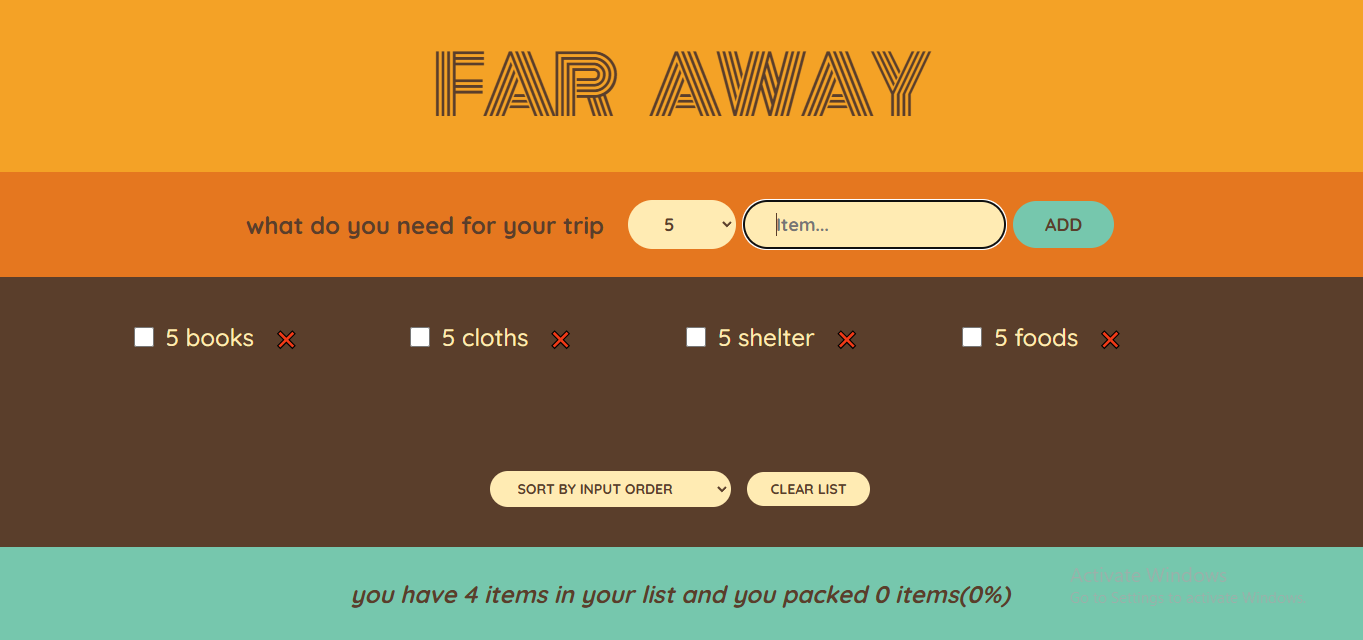 FAR AWAY
what do you need for your trip 5 Item... ADD
5 books 5 cloths 5 shelter 5 foods
SORT BY INPUT ORDER CLEAR LIST
you have 4 items in your list and you packed 0 items(0%)
Activate Windows
Go to Settings to activate Windows.